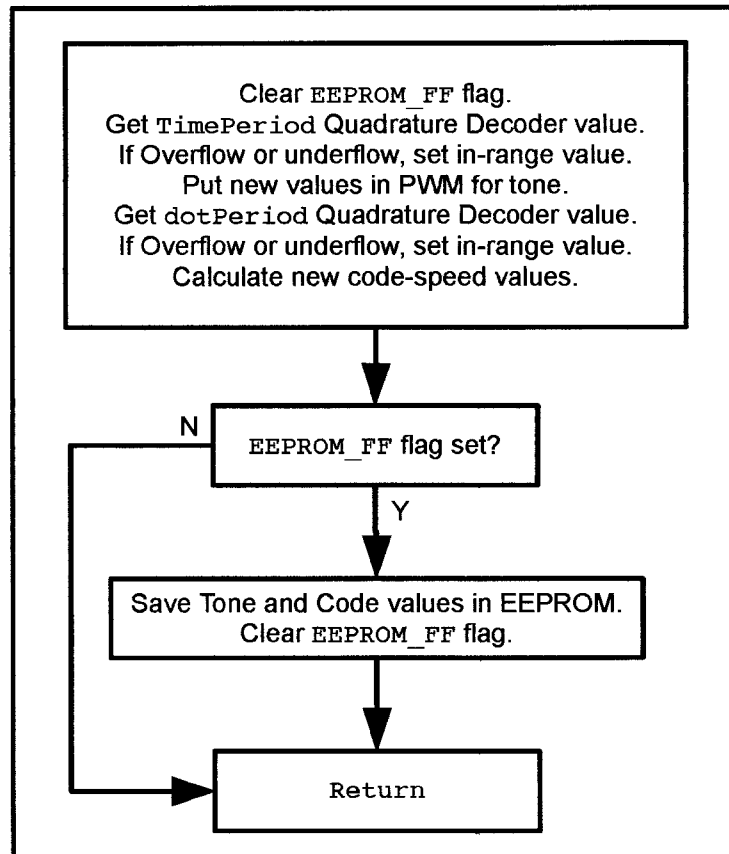 Clear EEPROM_FF flag.
Get TimePeriod Quadrature Decoder value.
If Overflow or underflow, set in-range value.
Put new values in PWM for tone.
Get dotPeriod Quadrature Decoder value.
If Overflow or underflow, set in-range value.
Calculate new code-speed values.
N
EEPROM_FF flag set?
Y
Save Tone and Code values in EEPROM.
Clear EEPROM_FF flag.
Return